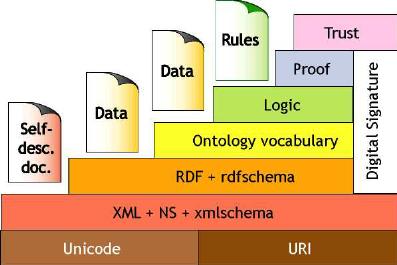 Rules
Trust
Data
Proof
Data
Logic
Self-
desc.
doc.
Ontology vocabulary
Digital Signature
RDF + rdfschema
XML + NS + xmlschema
Unicode
URI